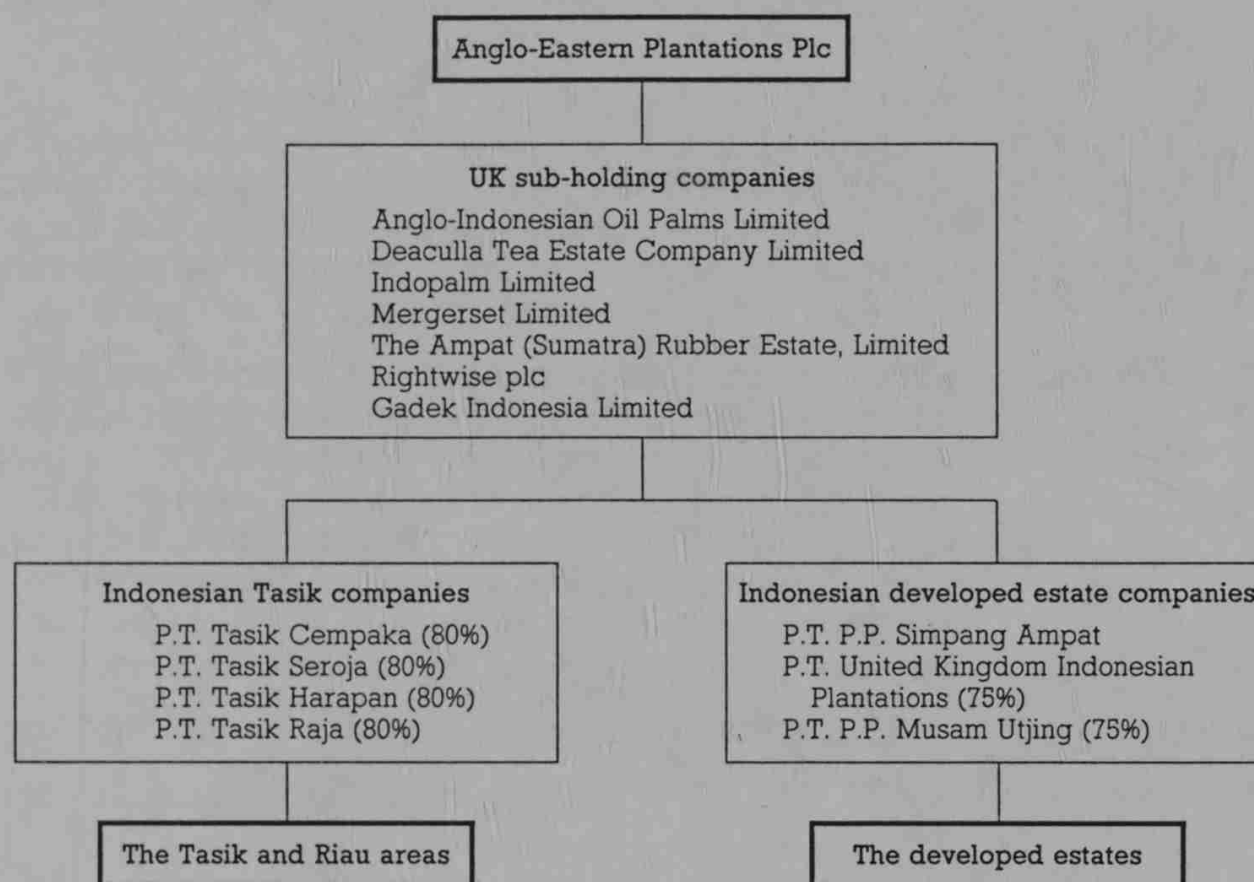 Anglo-Eastern Plantations Plc
UK sub-holding companies
Anglo-Indonesian Oil Palms Limited
Deaculla Tea Estate Company Limited
Indopalm Limited
Mergerset Limited
The Ampat (Sumatra) Rubber Estate, Limited
Rightwise plc
Gadek Indonesia Limited
Indonesian Tasik companies
P.T. Tasik Cempaka (80%)
P.T. Tasik Seroja (80%)
P.T. Tasik Harapan (80%)
P.T. Tasik Raja (80%)
Indonesian developed estate companies
P.T. P.P. Simpang Ampat
P.T. United Kingdom Indonesian
Plantations (75%)
P.T. P.P. Musam Utjing (75%)
The Tasik and Riau areas
The developed estates